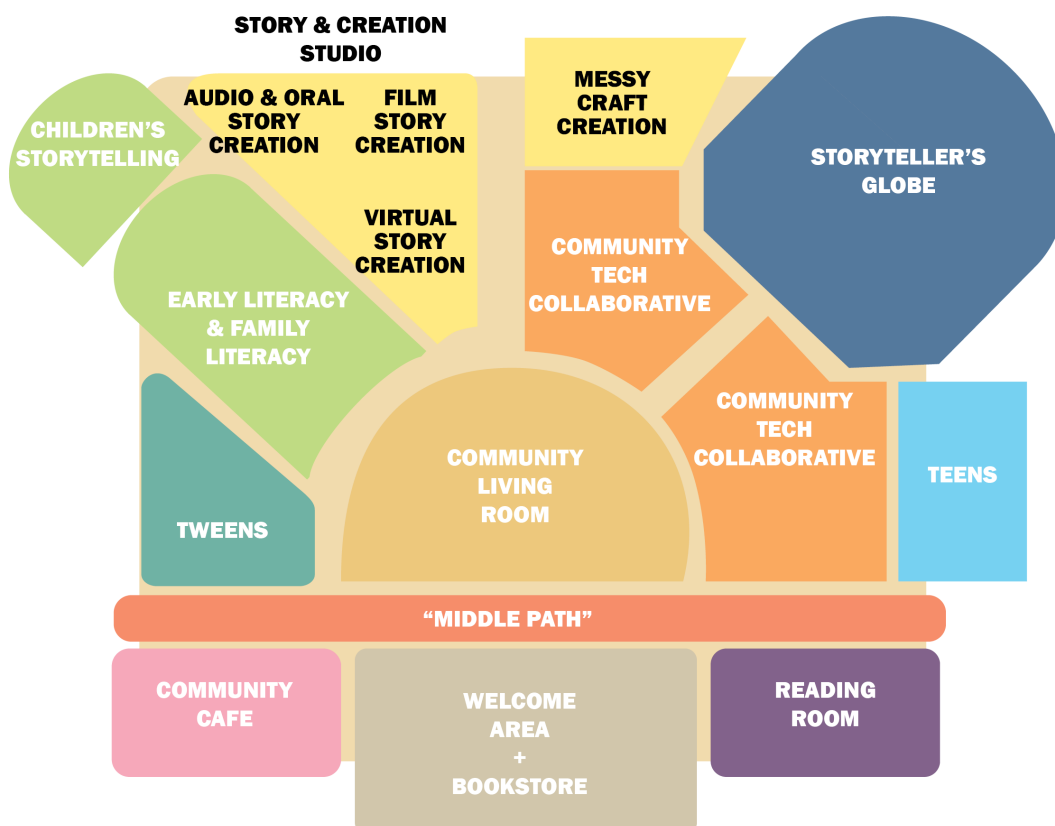 STORY & CREATION
STUDIO
AUDIO & ORAL
STORY
CREATION
FILM
STORY
CREATION
VIRTUAL
STORY
CREATION
MESSY
CRAFT
CREATION
CHILDREN’S
STORYTELLING
STORYTELLER’S
GLOBE
COMMUNITY
TECH
COLLABORATIVE
EARLY LITERACY
& FAMILY
LITERACY
COMMUNITY
TECH
COLLABORATIVE
COMMUNITY
LIVING
ROOM
TEENS
TWEENS
“MIDDLE PATH”
COMMUNITY
CAFE
WELCOME
AREA
+
BOOKSTORE
READING
ROOM